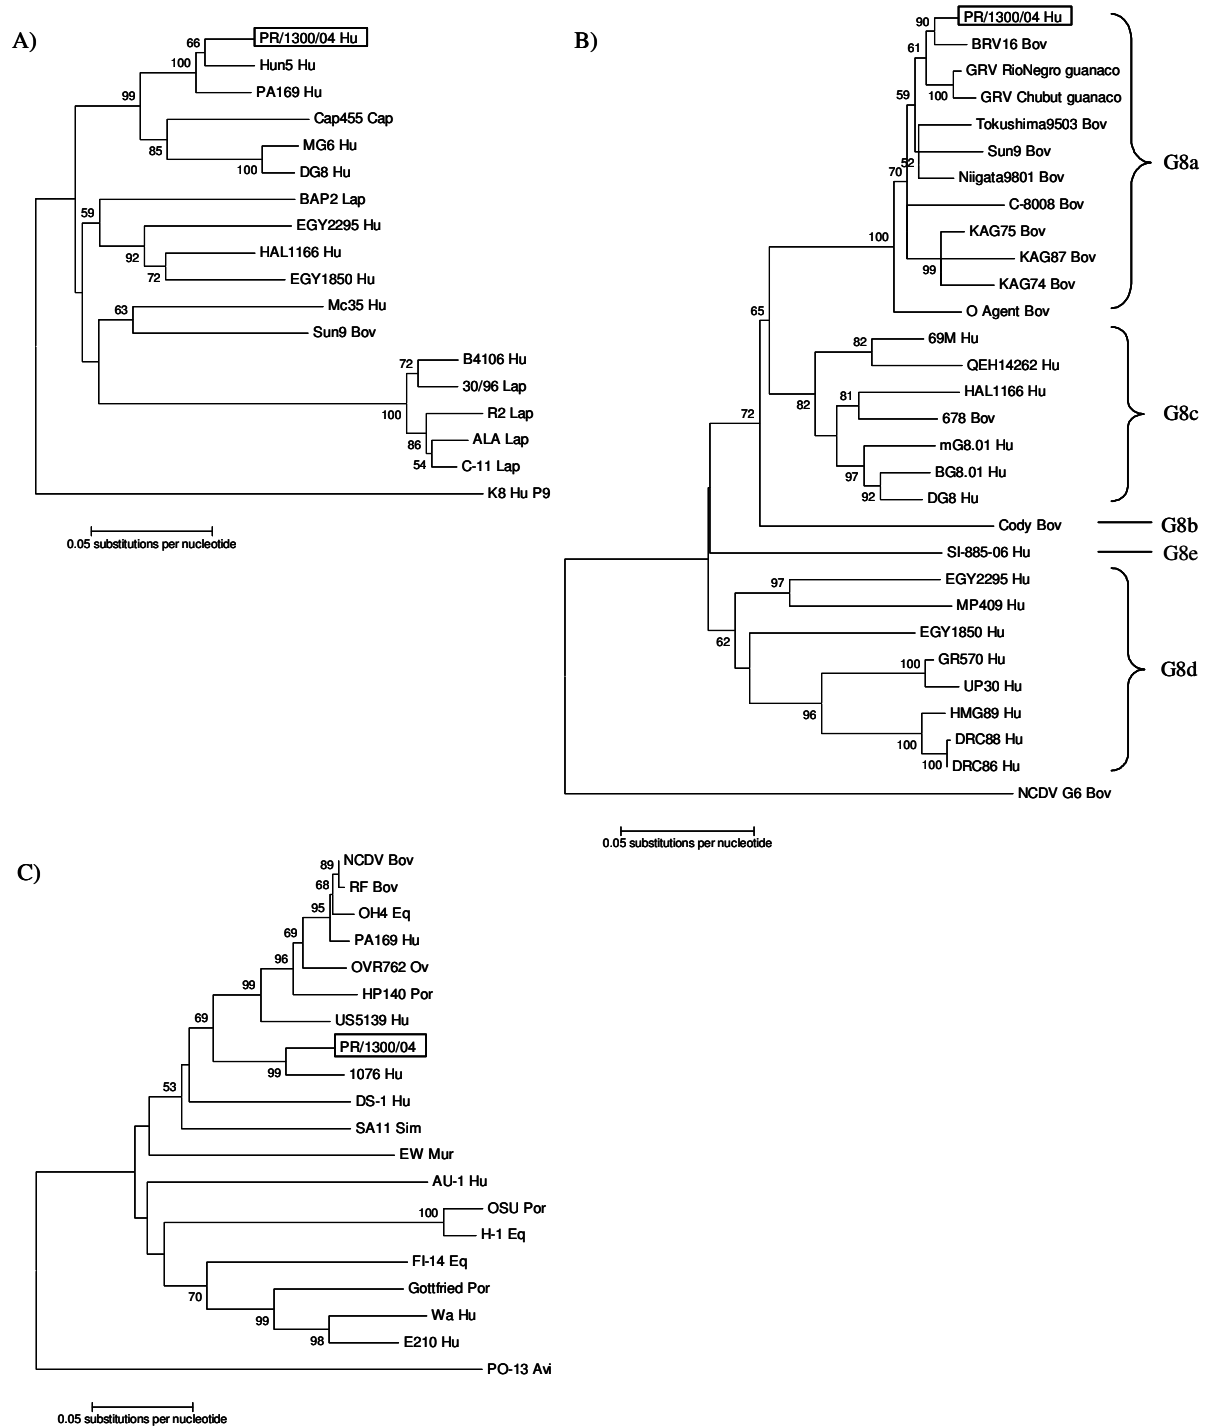 A)
66
PR/1300/04 Hu
Hun5 Hu
100
PA169 Hu
99
Cap455 Cap
85
MG6 Hu
100
DG8 Hu
BAP2 Lap
59
EGY2295 Hu
92
HAL1166 Hu
72
EGY1850 Hu
63
Mc35 Hu
Sun9 Bov
72
B4106 Hu
30/96 Lap
100
R2 Lap
86
ALA Lap
54
C-11 Lap
K8 Hu P9
0.05 substitutions per nucleotide
B)
90
PR/1300/04 Hu
BRV16 Bov
61
GRV RioNegro guanaco
100
GRV Chubut guanaco
59
Tokushima9503 Bov
Sun9 Bov
52
Niigata9801 Bov
70
C-8008 Bov
KAG75 Bov
100
KAG87 Bov
99
KAG74 Bov
O Agent Bov
G8a
65
82
69M Hu
QEH14262 Hu
82
81
HAL1166 Hu
678 Bov
72
mG8.01 Hu
97
BG8.01 Hu
92
DG8 Hu
G8c
Cody Bov
G8b
SI-885-06 Hu
G8e
97
EGY2295 Hu
MP409 Hu
62
EGY1850 Hu
100
GR570 Hu
UP30 Hu
96
HMG89 Hu
100
DRC88 Hu
100
DRC86 Hu
G8d
NCDV G6 Bov
0.05 substitutions per nucleotide
C)
89
NCDV Bov
68
RF Bov
95
OH4 Eq
PA169 Hu
69
OVR762 Ov
96
HP140 Por
99
US5139 Hu
69
PR/1300/04
99
1076 Hu
53
DS-1 Hu
SA11 Sim
EW Mur
AU-1 Hu
100
OSU Por
H-1 Eq
FI-14 Eq
70
Gottfried Por
99
Wa Hu
98
E210 Hu
PO-13 Avi
0.05 substitutions per nucleotide